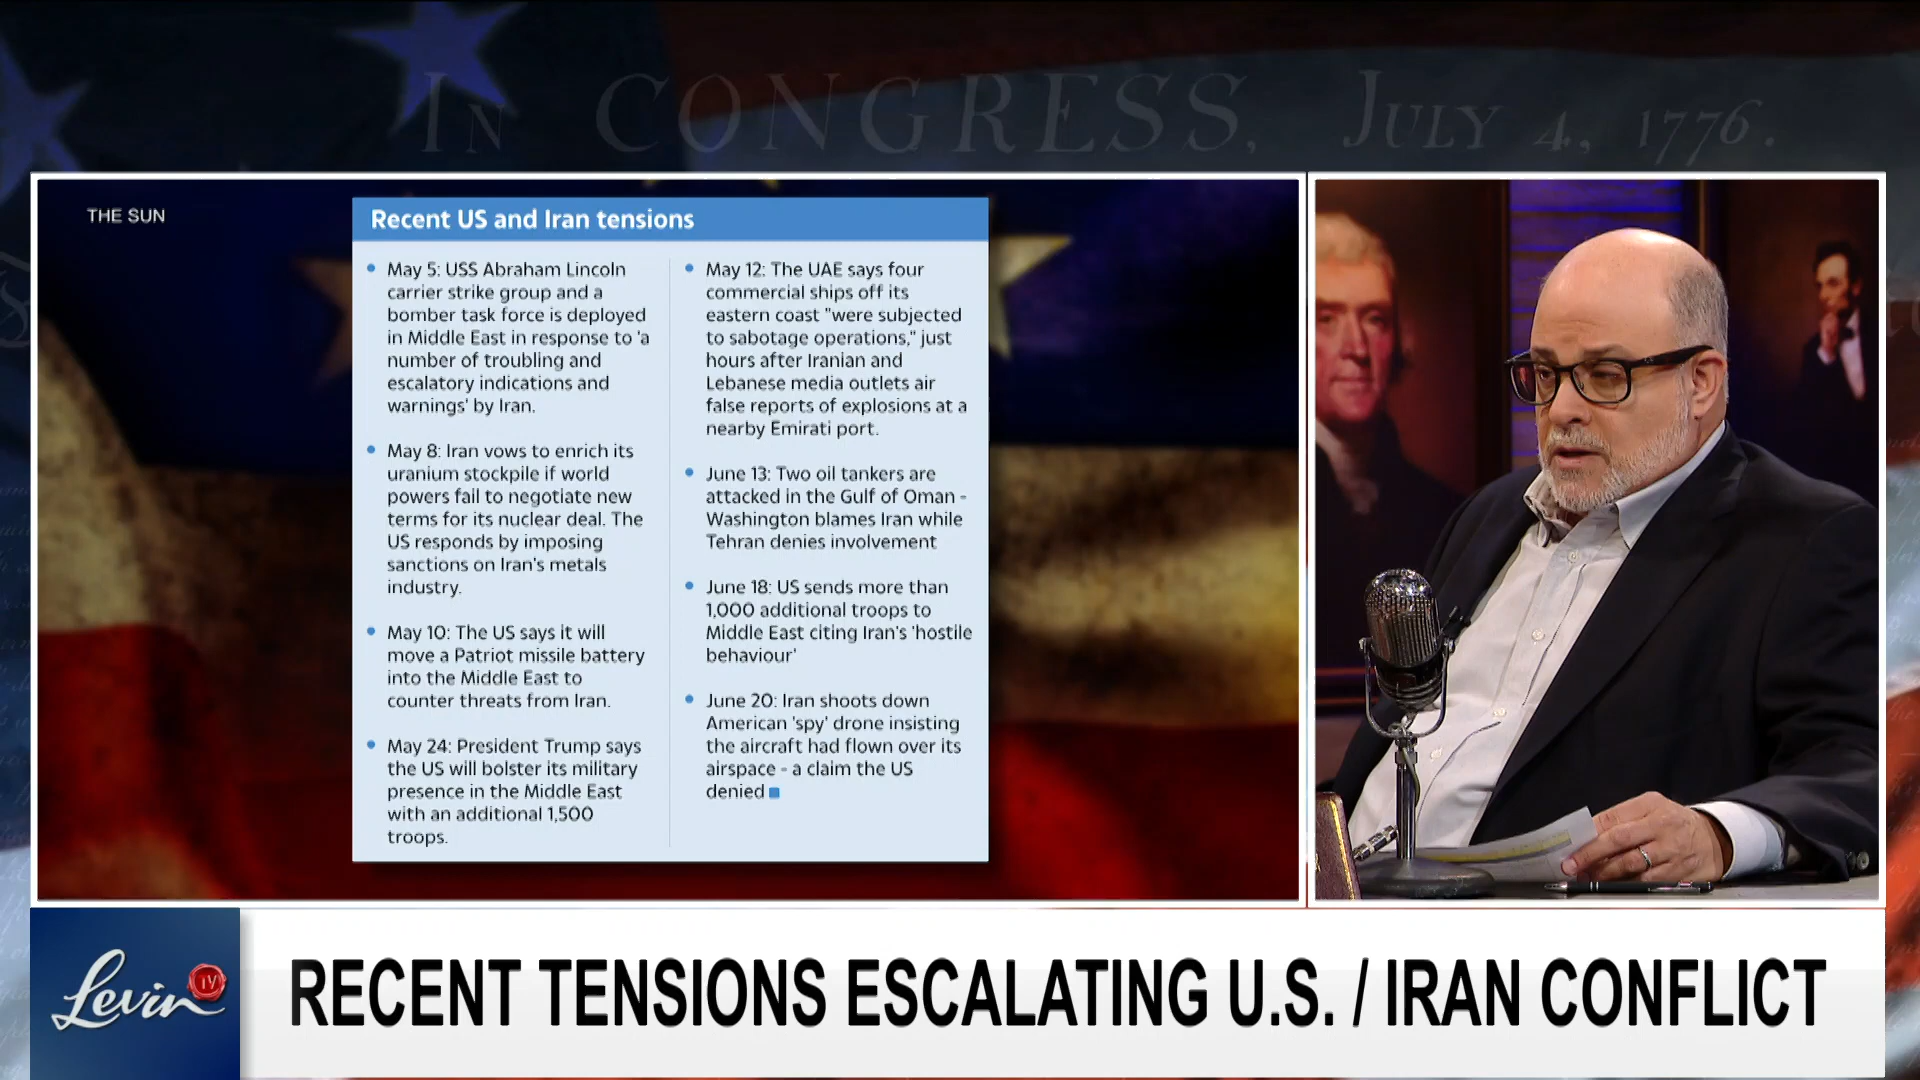 In CONGRESS, July 4, 1776.
THE SUN
Recent US and Iran tensions
• May 5: USS Abraham Lincoln
carrier strike group and a
bomber task force is deployed
in Middle East in response to 'a
number of troubling and
escalatory indications and
warnings' by Iran.
• May 8: Iran vows to enrich its
uranium stockpile if world
powers fail to negotiate new
terms for its nuclear deal. The
US responds by imposing
sanctions on Iran's metals
industry.
• May 10: The US says it will
move a Patriot missile battery
into the Middle East to
counter threats from Iran.
• May 24: President Trump says
the US will bolster its military
presence in the Middle East
with an additional 1,500
troops.
• May 12: The UAE says four
commercial ships off its
eastern coast "were subjected
to sabotage operations," just
hours after Iranian and
Lebanese media outlets air
false reports of explosions at a
nearby Emirati port.
• June 13: Two oil tankers are
attacked in the Gulf of Oman -
Washington blames Iran while
Tehran denies involvement
• June 18: US sends more than
1,000 additional troops to
Middle East citing Iran's 'hostile
behaviour'
• June 20: Iran shoots down
American 'spy' drone insisting
the aircraft had flown over its
airspace - a claim the US
denied
Levin TV
RECENT TENSIONS ESCALATING U.S. / IRAN CONFLICT